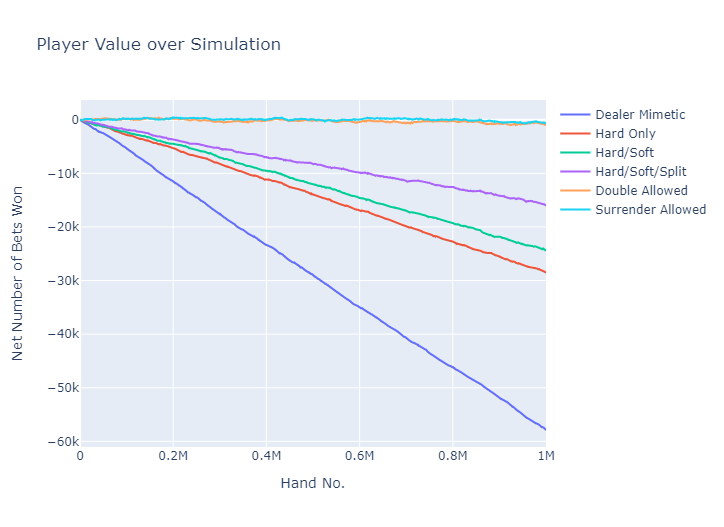 Player Value over Simulation
Net Number of Bets Won
0
−10k
−20k
−30k
−40k
−50k
−60k
0
0.2M
0.4M
0.6M
0.8M
1M
Hand No.
Dealer Mimetic
Hard Only
Hard/Soft
Hard/Soft/Split
Double Allowed
Surrender Allowed